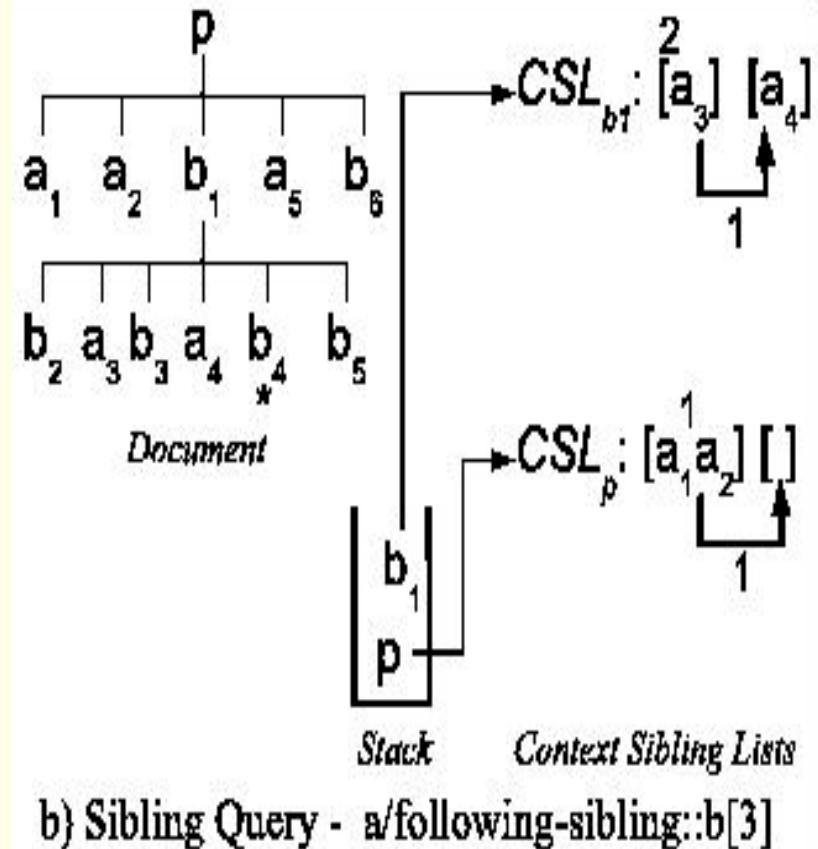 p
a1 a2 b1 a5 b6
b2 a3 b3 a4 b4 b5
*
Document
2
CSLb1: [a3] [a4]
1
1
CSLp: [a1a2] [ ]
1
b1
p
Stack
Context Sibling Lists
b) Sibling Query - a/following-sibling::b[3]